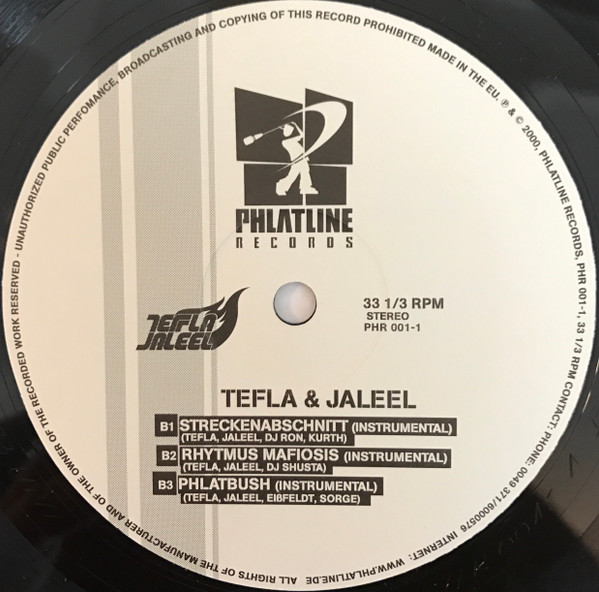 ALL RIGHTS OF THE MANUFACTURER AND OF THE OWNER OF THE RECORDED WORK RESERVED - UNAUTHORIZED PUBLIC PERFOMANCE, BROADCASTING AND COPYING OF THIS RECORD PROHIBITED MADE IN THE EU. ℗ & © 2000, PHLATLINE RECORDS, PHR 001-1, 33 1/3 RPM CONTACT: PHONE: 0049 371/6000576 INTERNET: WWW.PHLATLINE.DE
PHLATLINE
RECORDS
33 1/3 RPM
STEREO
PHR 001-1
TEFLA
JALEEL
TEFLA & JALEEL
B1 STRECKENABSCHNITT (INSTRUMENTAL)
(TEFLA, JALEEL, DJ RON, KURTH)
B2 RHYTMUS MAFIOSIS (INSTRUMENTAL)
(TEFLA, JALEEL, DJ SHUSTA)
B3 PHLATBUSH (INSTRUMENTAL)
(TEFLA, JALEEL, EIßFELDT, SORGE)